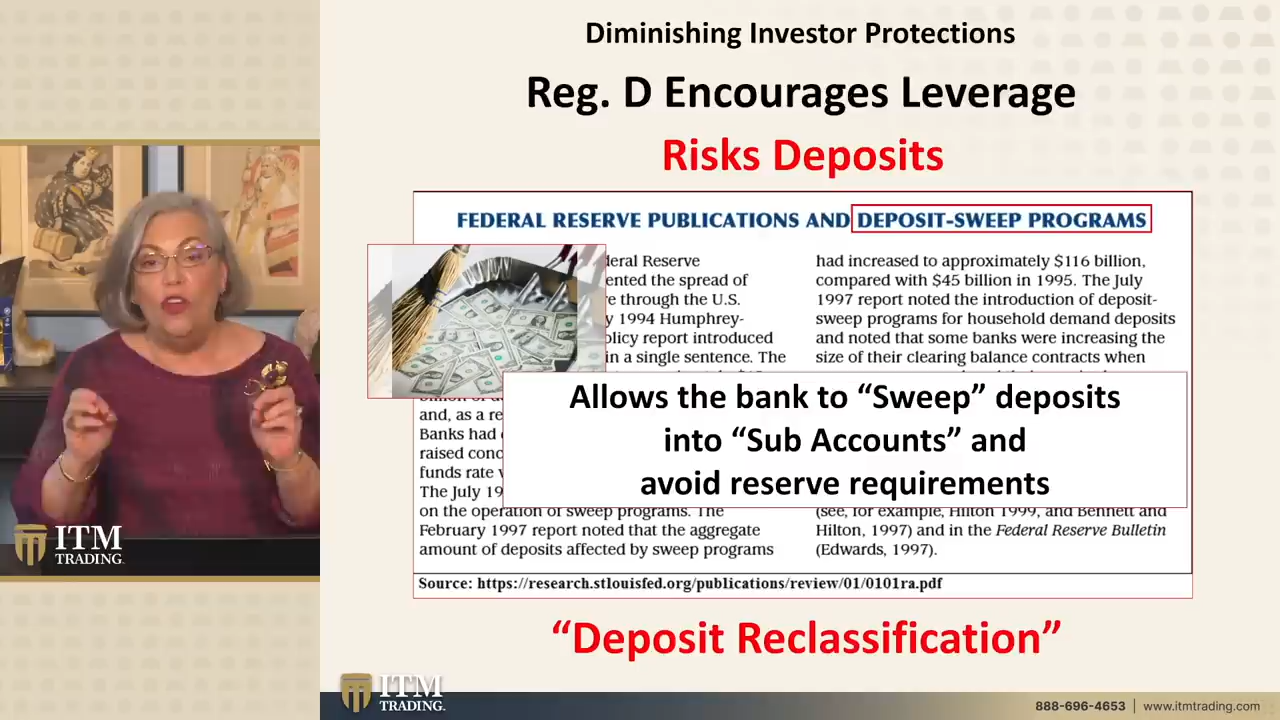 Diminishing Investor Protections
Reg. D Encourages Leverage
Risks Deposits
FEDERAL RESERVE PUBLICATIONS AND DEPOSIT-SWEEP PROGRAMS
eral Reserve
ented the spread of
e through the U.S.
y 1994 Humphrey-
olicy report introduced
in a single sentence. The
and, as a re
Banks had
raised conc
funds rate
The July 19
on the operation of sweep programs. The
February 1997 report noted that the aggregate
amount of deposits affected by sweep programs
had increased to approximately $116 billion,
compared with $45 billion in 1995. The July
1997 report noted the introduction of deposit-
sweep programs for household demand deposits
and noted that some banks were increasing the
size of their clearing balance contracts when
Allows the bank to “Sweep” deposits
into “Sub Accounts” and
avoid reserve requirements
(see, for example, Hilton 1999, and Bennett and
Hilton, 1997) and in the Federal Reserve Bulletin
(Edwards, 1997).
Source: https://research.stlouisfed.org/publications/review/01/0101ra.pdf
“Deposit Reclassification”
ITM
TRADING.
ITM
TRADING.
888-696-4653 | www.itmtrading.com